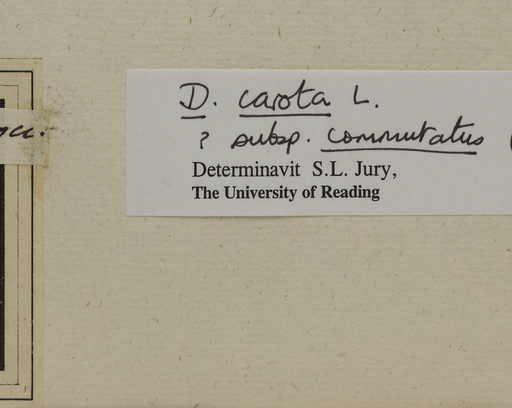 D. carota L.
? subsp. commutatus (
Determinavit S.L. Jury,
The University of Reading